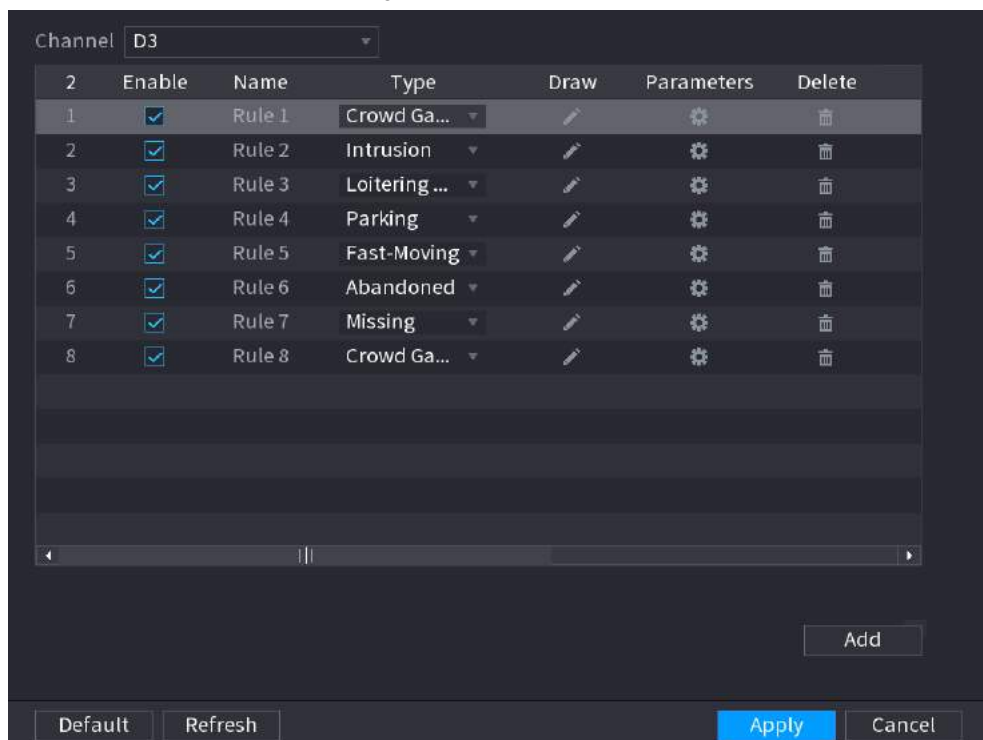 Channel D3
2 Enable Name Type Draw Parameters Delete
1 Rule 1 Crowd Ga...
2 Rule 2 Intrusion
3 Rule 3 Loitering ...
4 Rule 4 Parking
5 Rule 5 Fast-Moving
6 Rule 6 Abandoned
7 Rule 7 Missing
8 Rule 8 Crowd Ga...
Add
Default Refresh Apply Cancel